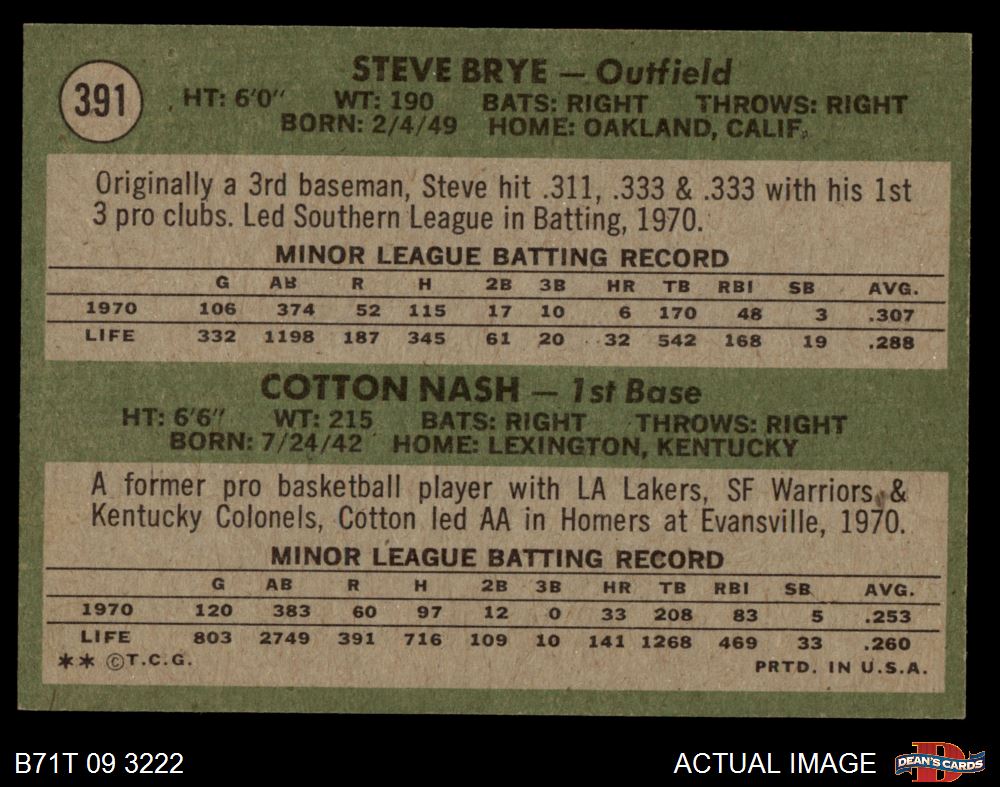 391
STEVE BRYE — Outfield
HT: 6'0" WT: 190 BATS: RIGHT THROWS: RIGHT
BORN: 2/4/49 HOME: OAKLAND, CALIF.
Originally a 3rd baseman, Steve hit .311, .333 & .333 with his 1st
3 pro clubs. Led Southern League in Batting, 1970.
MINOR LEAGUE BATTING RECORD
G AB R H 2B 3B HR TB RBI SB AVG.
1970 106 374 52 115 17 10 6 170 48 3 .307
LIFE 332 1198 187 345 61 20 32 542 168 19 .288
COTTON NASH — 1st Base
HT: 6'6" WT: 215 BATS: RIGHT THROWS: RIGHT
BORN: 7/24/42 HOME: LEXINGTON, KENTUCKY
A former pro basketball player with LA Lakers, SF Warriors, &
Kentucky Colonels, Cotton led AA in Homers at Evansville, 1970.
MINOR LEAGUE BATTING RECORD
G AB R H 2B 3B HR TB RBI SB AVG.
1970 120 383 60 97 12 0 33 208 83 5 .253
LIFE 803 2749 391 716 109 10 141 1268 469 33 .260
** ©T.C.G. PRTD. IN U.S.A.
B71T 09 3222 ACTUAL IMAGE D DEAN'S CARDS